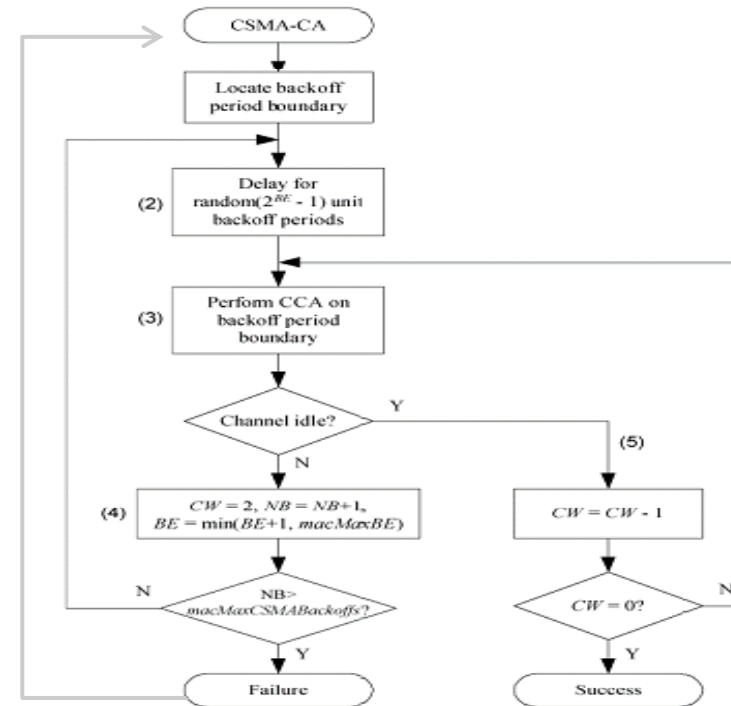 CSMA-CA
Locate backoff
period boundary
(2)
Delay for
random(2^BE - 1) unit
backoff periods
(3)
Perform CCA on
backoff period
boundary
Channel idle?
Y
N
(5)
(4)
CW = 2, NB = NB+1,
BE = min(BE+1, macMaxBE)
CW = CW - 1
N
NB>
macMaxCSMABackoffs?
Y
CW = 0?
N
Y
Failure
Success